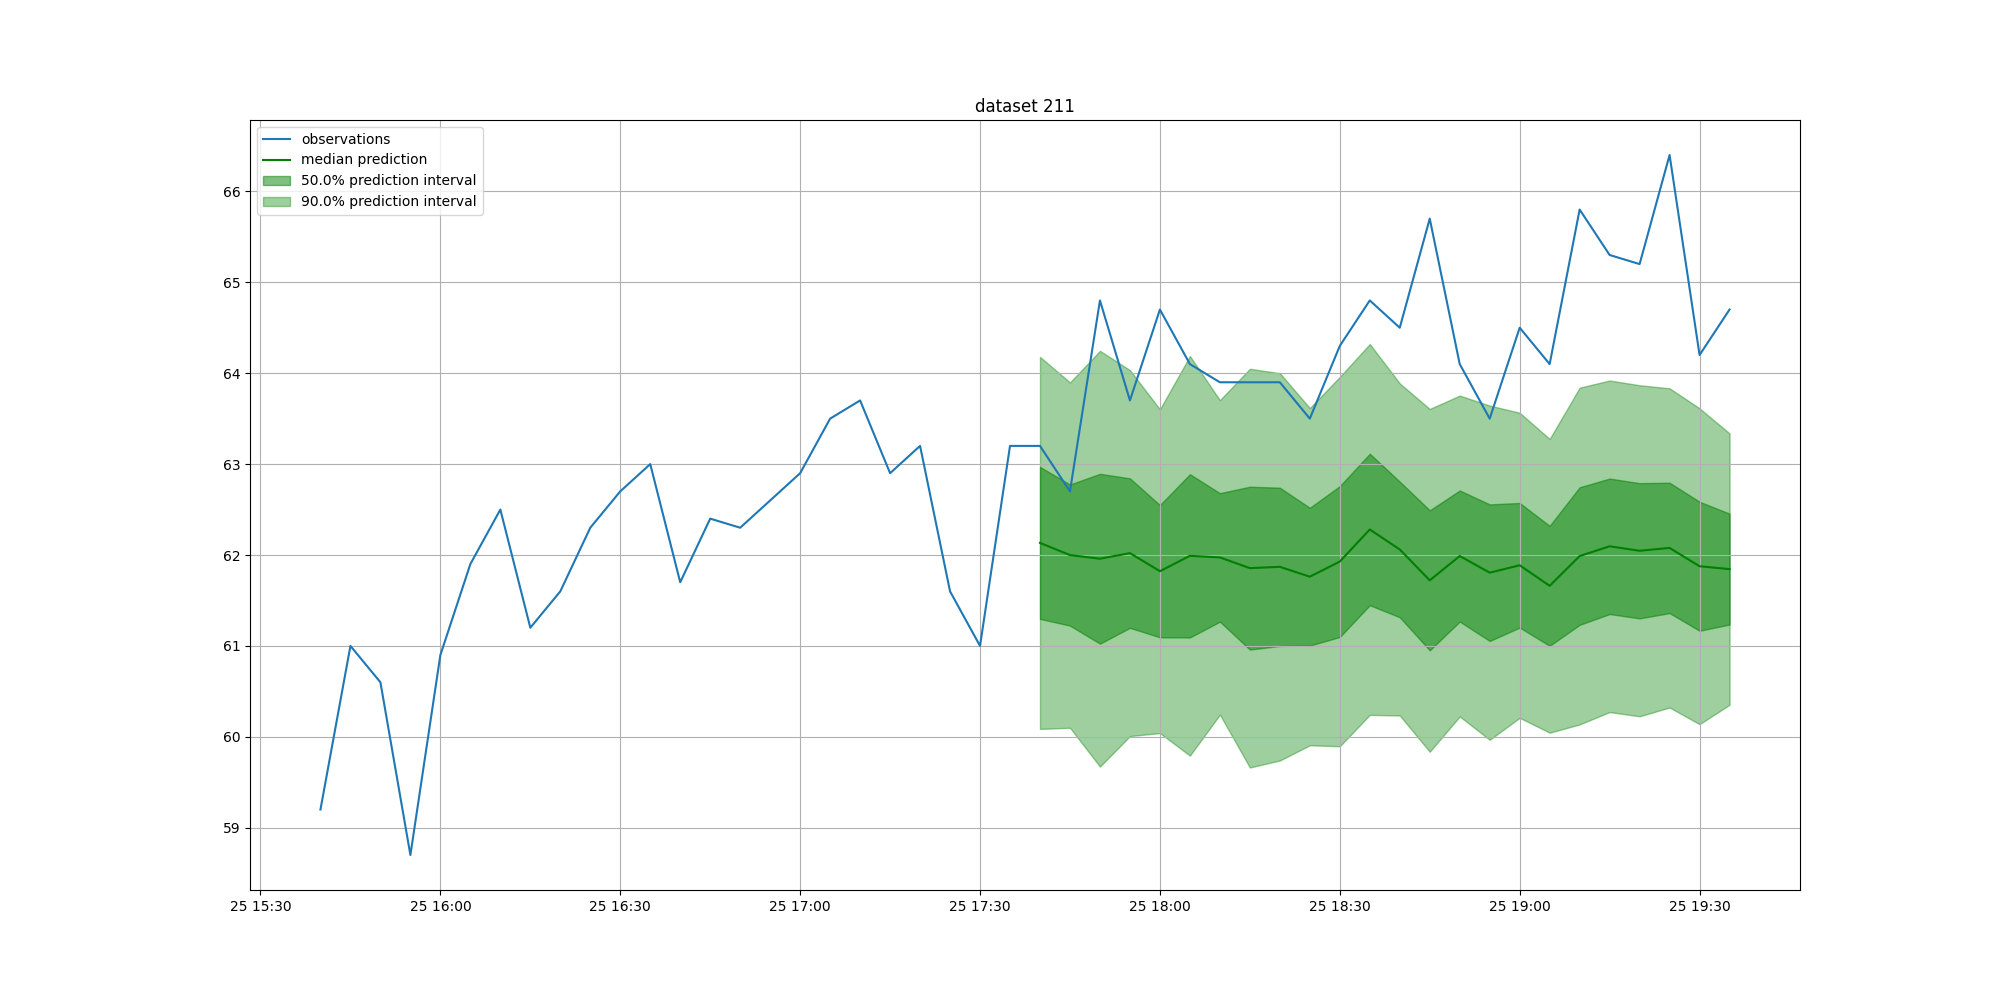 dataset 211
observations
median prediction
50.0% prediction interval
90.0% prediction interval
66
65
64
63
62
61
60
59
25 15:30 25 16:00 25 16:30 25 17:00 25 17:30 25 18:00 25 18:30 25 19:00 25 19:30